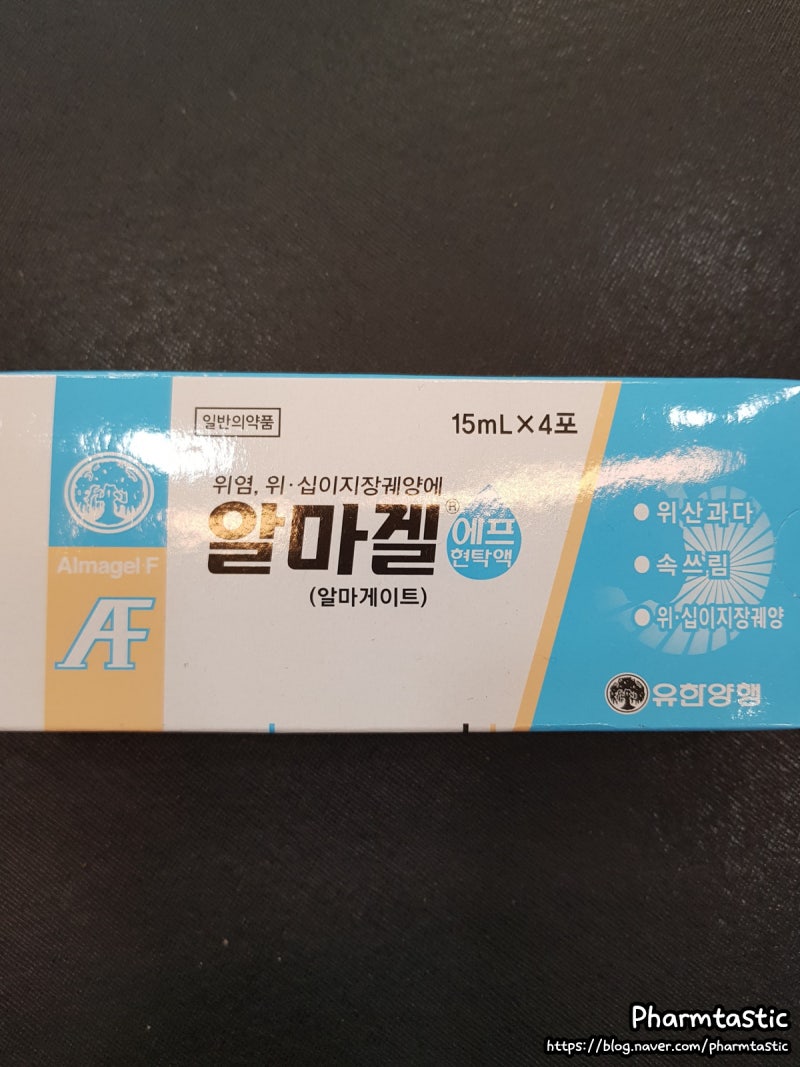 일반의약품
15mL×4포
위염, 위·십이지장궤양에
알마겔® 에프
현탁액
(알마게이트)
Almagel·F
AF
위산과다
속쓰림
위·십이지장궤양
유한양행
Pharmtastic
https://blog.naver.com/pharmtastic